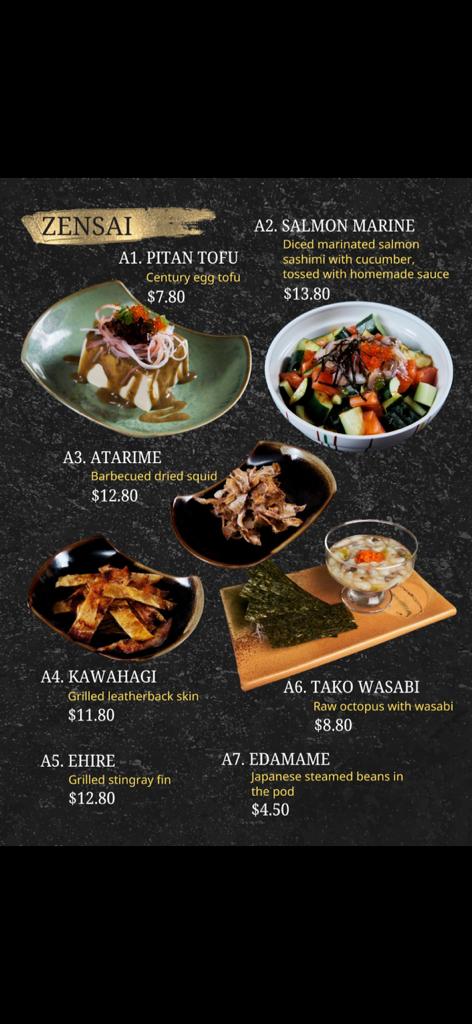 ZENSAI
A1. PITAN TOFU
Century egg tofu
$7.80
A2. SALMON MARINE
Diced marinated salmon
sashimi with cucumber,
tossed with homemade sauce
$13.80
A3. ATARIME
Barbecued dried squid
$12.80
A4. KAWAHAGI
Grilled leatherback skin
$11.80
A6. TAKO WASABI
Raw octopus with wasabi
$8.80
A5. EHIRE
Grilled stingray fin
$12.80
A7. EDAMAME
Japanese steamed beans in
the pod
$4.50